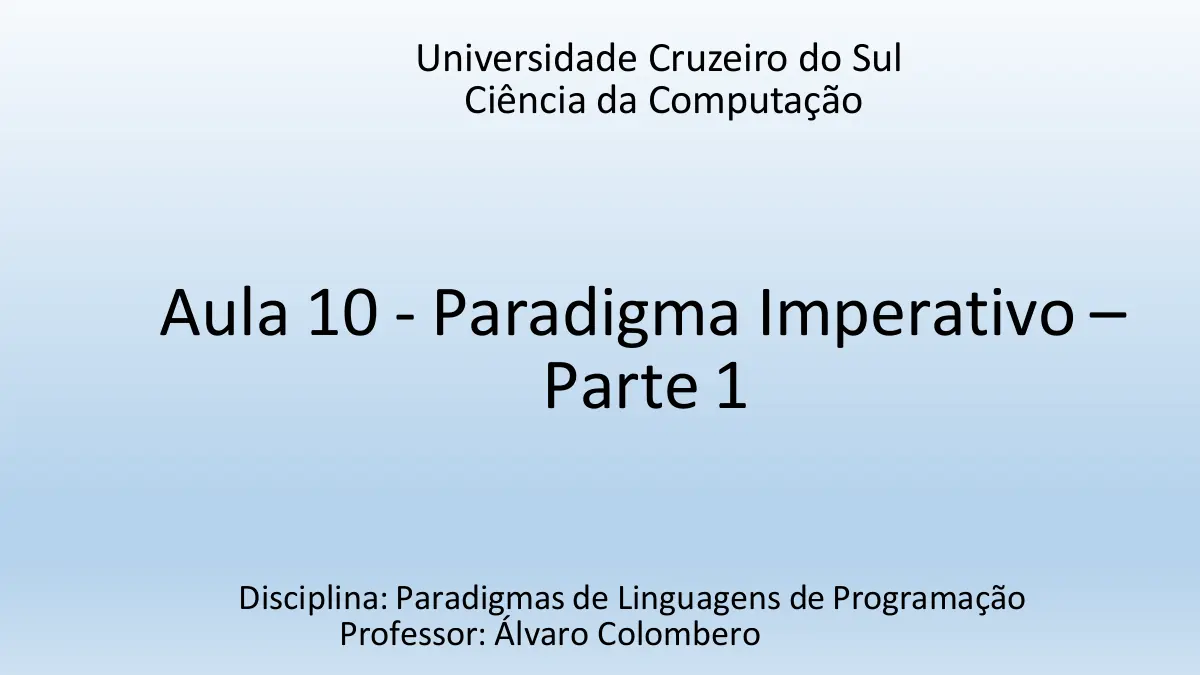 Universidade Cruzeiro do Sul
Ciência da Computação
Aula 10 - Paradigma Imperativo –
Parte 1
Disciplina: Paradigmas de Linguagens de Programação
Professor: Álvaro Colombero